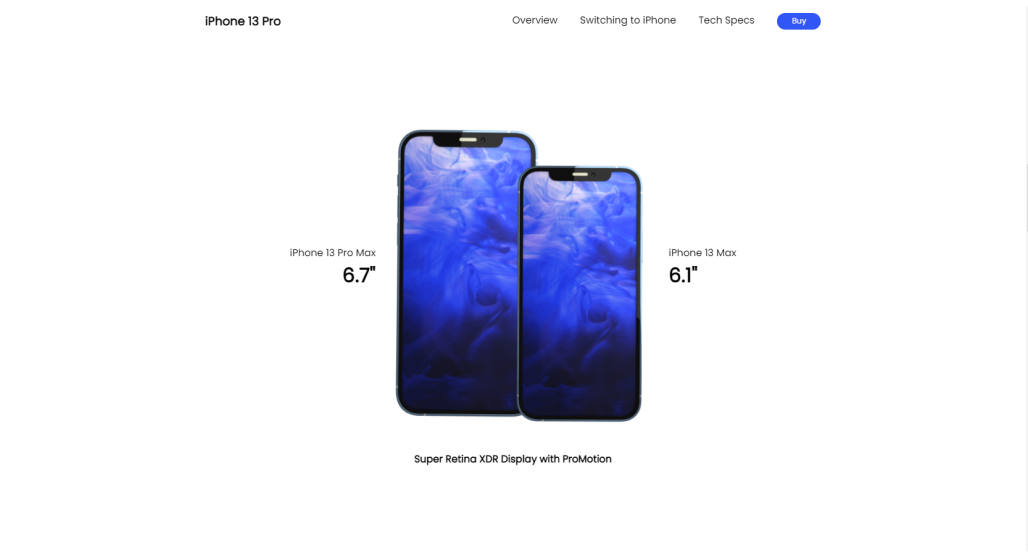 iPhone 13 Pro
Overview
Switching to iPhone
Tech Specs
Buy
iPhone 13 Pro Max
6.7"
iPhone 13 Max
6.1"
Super Retina XDR Display with ProMotion